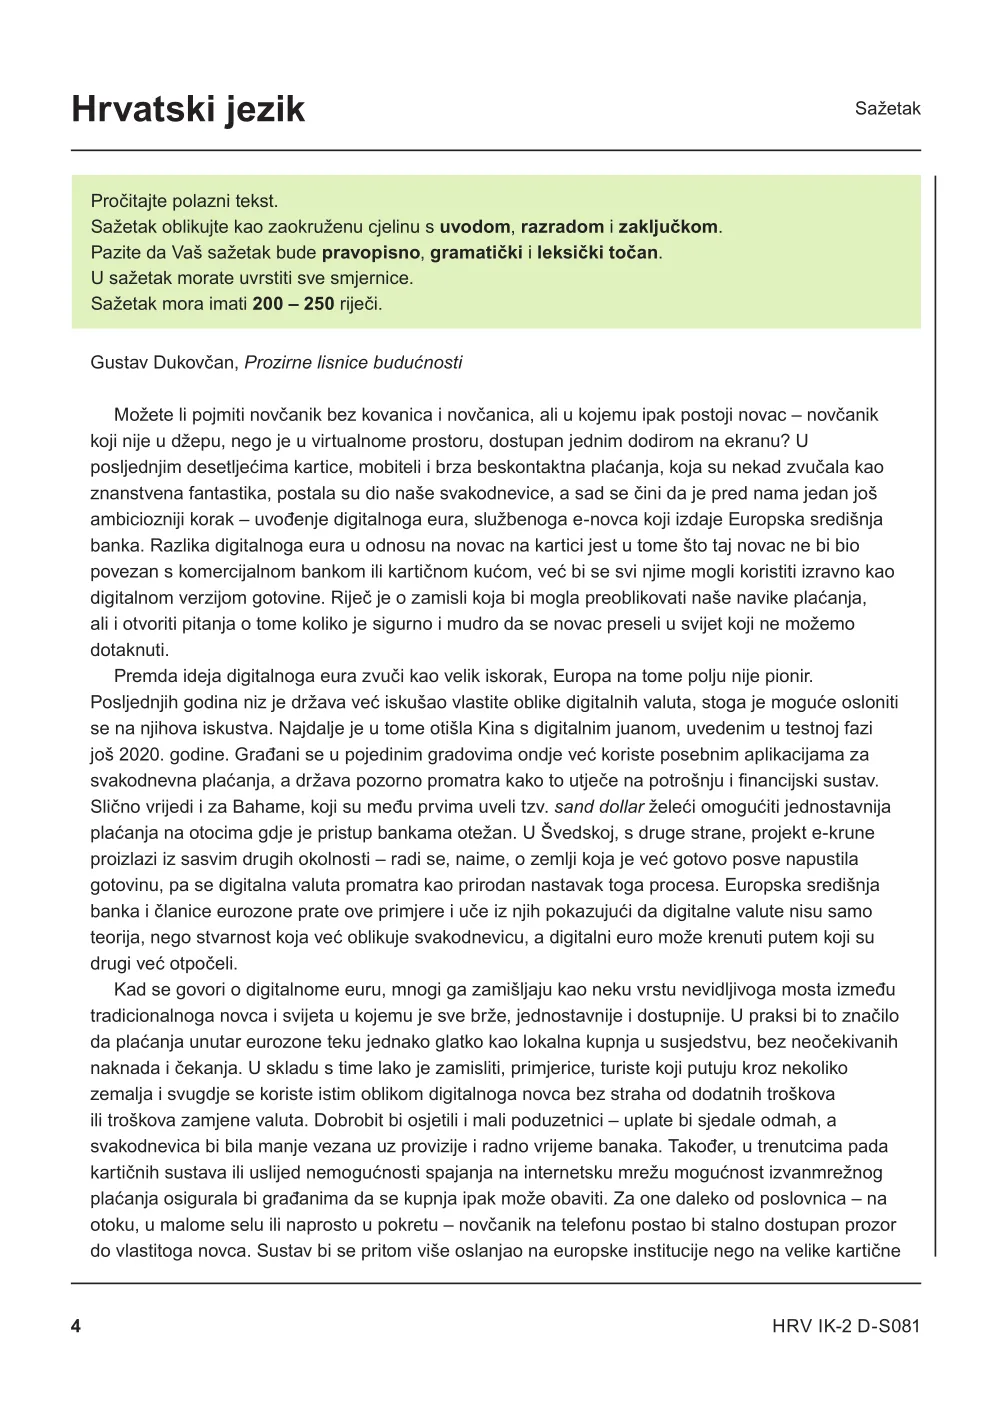 Hrvatski jezik
Sažetak
Pročitajte polazni tekst.
Sažetak oblikujte kao zaokruženu cjelinu s uvodom, razradom i zaključkom.
Pazite da Vaš sažetak bude pravopisno, gramatički i leksički točan.
U sažetak morate uvrstiti sve smjernice.
Sažetak mora imati 200 – 250 riječi.
Gustav Dukovčan, Prozirne lisnice budućnosti
Možete li pojmiti novčanik bez kovanica i novčanica, ali u kojemu ipak postoji novac – novčanik
koji nije u džepu, nego je u virtualnome prostoru, dostupan jednim dodirom na ekranu? U
posljednjim desetljećima kartice, mobiteli i brza beskontaktna plaćanja, koja su nekad zvučala kao
znanstvena fantastika, postala su dio naše svakodnevice, a sad se čini da je pred nama jedan još
ambiciozniji korak – uvođenje digitalnoga eura, službenoga e-novca koji izdaje Europska središnja
banka. Razlika digitalnoga eura u odnosu na novac na kartici jest u tome što taj novac ne bi bio
povezan s komercijalnom bankom ili kartičnom kućom, već bi se svi njime mogli koristiti izravno kao
digitalnom verzijom gotovine. Riječ je o zamisli koja bi mogla preoblikovati naše navike plaćanja,
ali i otvoriti pitanja o tome koliko je sigurno i mudro da se novac preseli u svijet koji ne možemo
dotaknuti.
Premda ideja digitalnoga eura zvuči kao velik iskorak, Europa na tome polju nije pionir.
Posljednjih godina niz je država već iskušao vlastite oblike digitalnih valuta, stoga je moguće osloniti
se na njihova iskustva. Najdalje je u tome otišla Kina s digitalnim juanom, uvedenim u testnoj fazi
još 2020. godine. Građani se u pojedinim gradovima ondje već koriste posebnim aplikacijama za
svakodnevna plaćanja, a država pozorno promatra kako to utječe na potrošnju i financijski sustav.
Slično vrijedi i za Bahame, koji su među prvima uveli tzv. sand dollar želeći omogućiti jednostavnija
plaćanja na otocima gdje je pristup bankama otežan. U Švedskoj, s druge strane, projekt e-krune
proizlazi iz sasvim drugih okolnosti – radi se, naime, o zemlji koja je već gotovo posve napustila
gotovinu, pa se digitalna valuta promatra kao prirodan nastavak toga procesa. Europska središnja
banka i članice eurozone prate ove primjere i uče iz njih pokazujući da digitalne valute nisu samo
teorija, nego stvarnost koja već oblikuje svakodnevicu, a digitalni euro može krenuti putem koji su
drugi već otpočeli.
Kad se govori o digitalnome euru, mnogi ga zamišljaju kao neku vrstu nevidljivoga mosta između
tradicionalnoga novca i svijeta u kojemu je sve brže, jednostavnije i dostupnije. U praksi bi to značilo
da plaćanja unutar eurozone teku jednako glatko kao lokalna kupnja u susjedstvu, bez neočekivanih
naknada i čekanja. U skladu s time lako je zamisliti, primjerice, turiste koji putuju kroz nekoliko
zemalja i svugdje se koriste istim oblikom digitalnoga novca bez straha od dodatnih troškova
ili troškova zamjene valuta. Dobrobit bi osjetili i mali poduzetnici – uplate bi sjedale odmah, a
svakodnevica bi bila manje vezana uz provizije i radno vrijeme banaka. Također, u trenutcima pada
kartičnih sustava ili uslijed nemogućnosti spajanja na internetsku mrežu mogućnost izvanmrežnog
plaćanja osigurala bi građanima da se kupnja ipak može obaviti. Za one daleko od poslovnica – na
otoku, u malome selu ili naprosto u pokretu – novčanik na telefonu postao bi stalno dostupan prozor
do vlastitoga novca. Sustav bi se pritom više oslanjao na europske institucije nego na velike kartične
4
HRV IK-2 D-S081